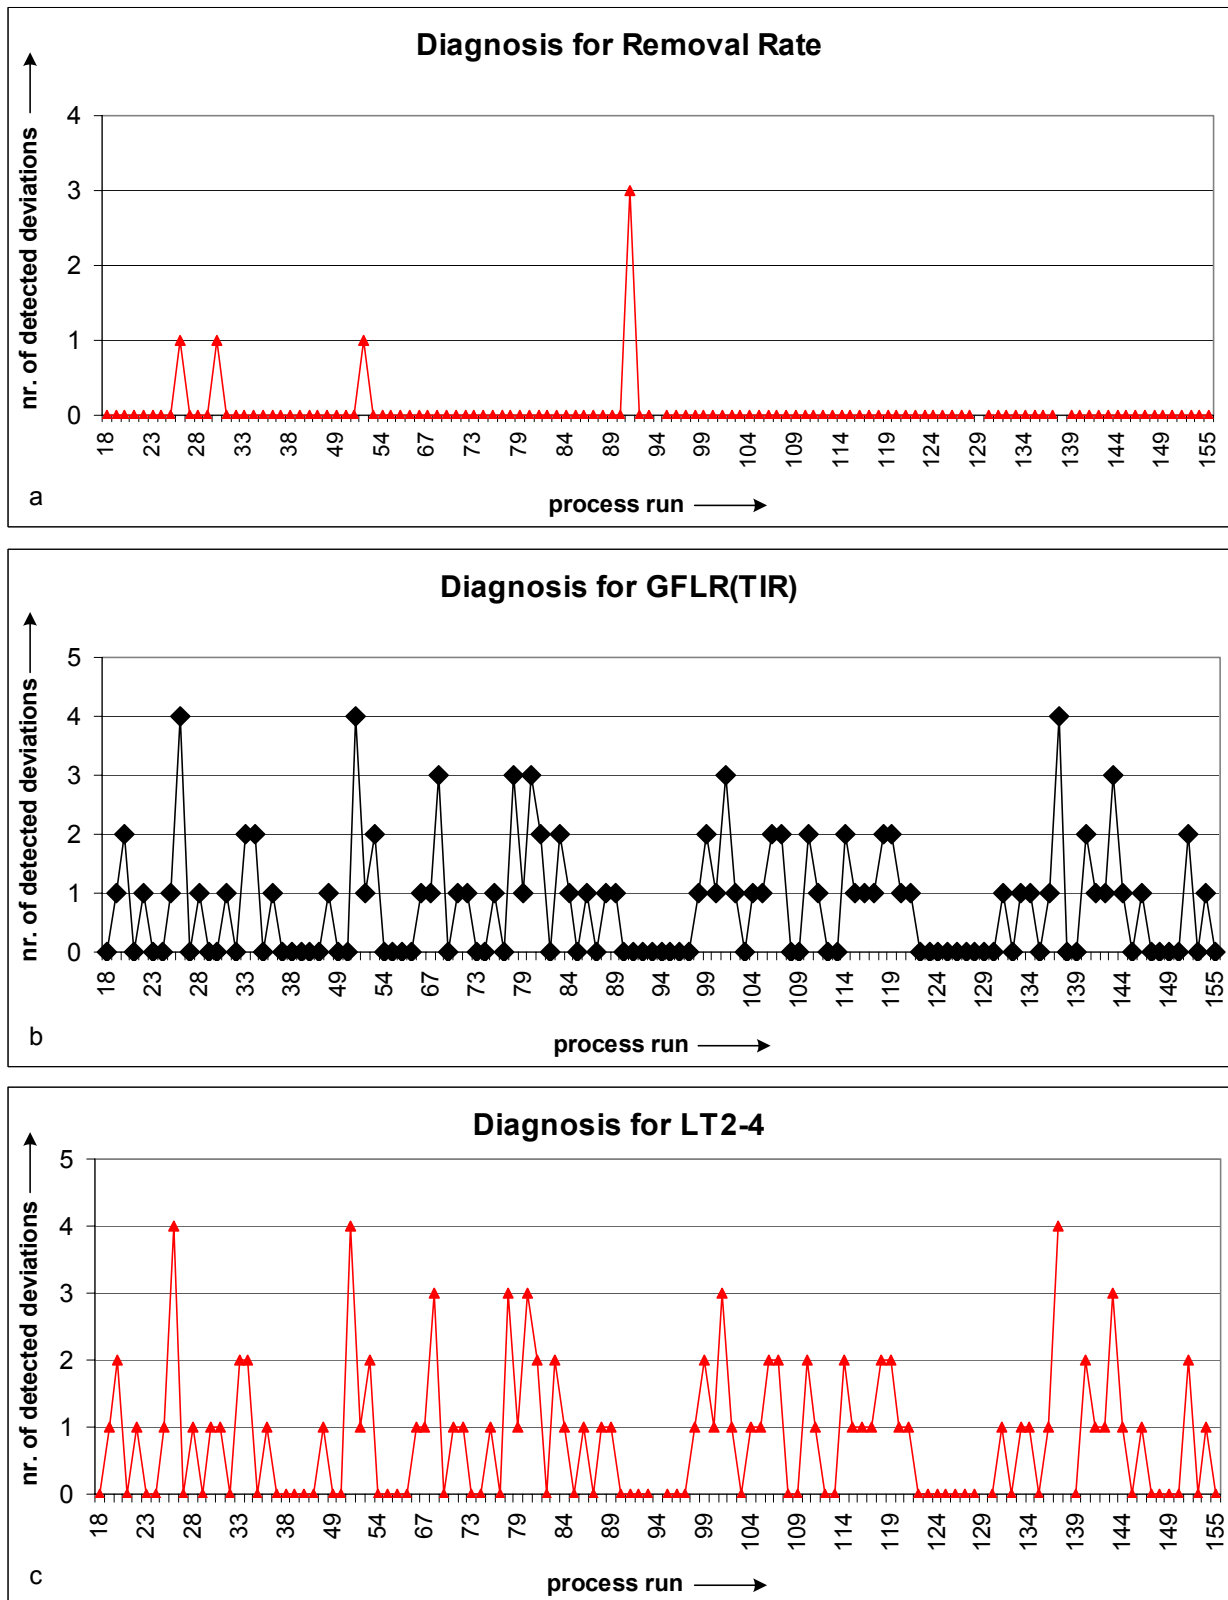 Diagnosis for Removal Rate
nr. of detected deviations
4
3
2
1
0
18 23 28 33 38 49 54 67 73 79 84 89 94 99 104 109 114 119 124 129 134 139 144 149 155
process run
a
Diagnosis for GFLR(TIR)
nr. of detected deviations
5
4
3
2
1
0
18 23 28 33 38 49 54 67 73 79 84 89 94 99 104 109 114 119 124 129 134 139 144 149 155
process run
b
Diagnosis for LT2-4
nr. of detected deviations
5
4
3
2
1
0
18 23 28 33 38 49 54 67 73 79 84 89 94 99 104 109 114 119 124 129 134 139 144 149 155
process run
c